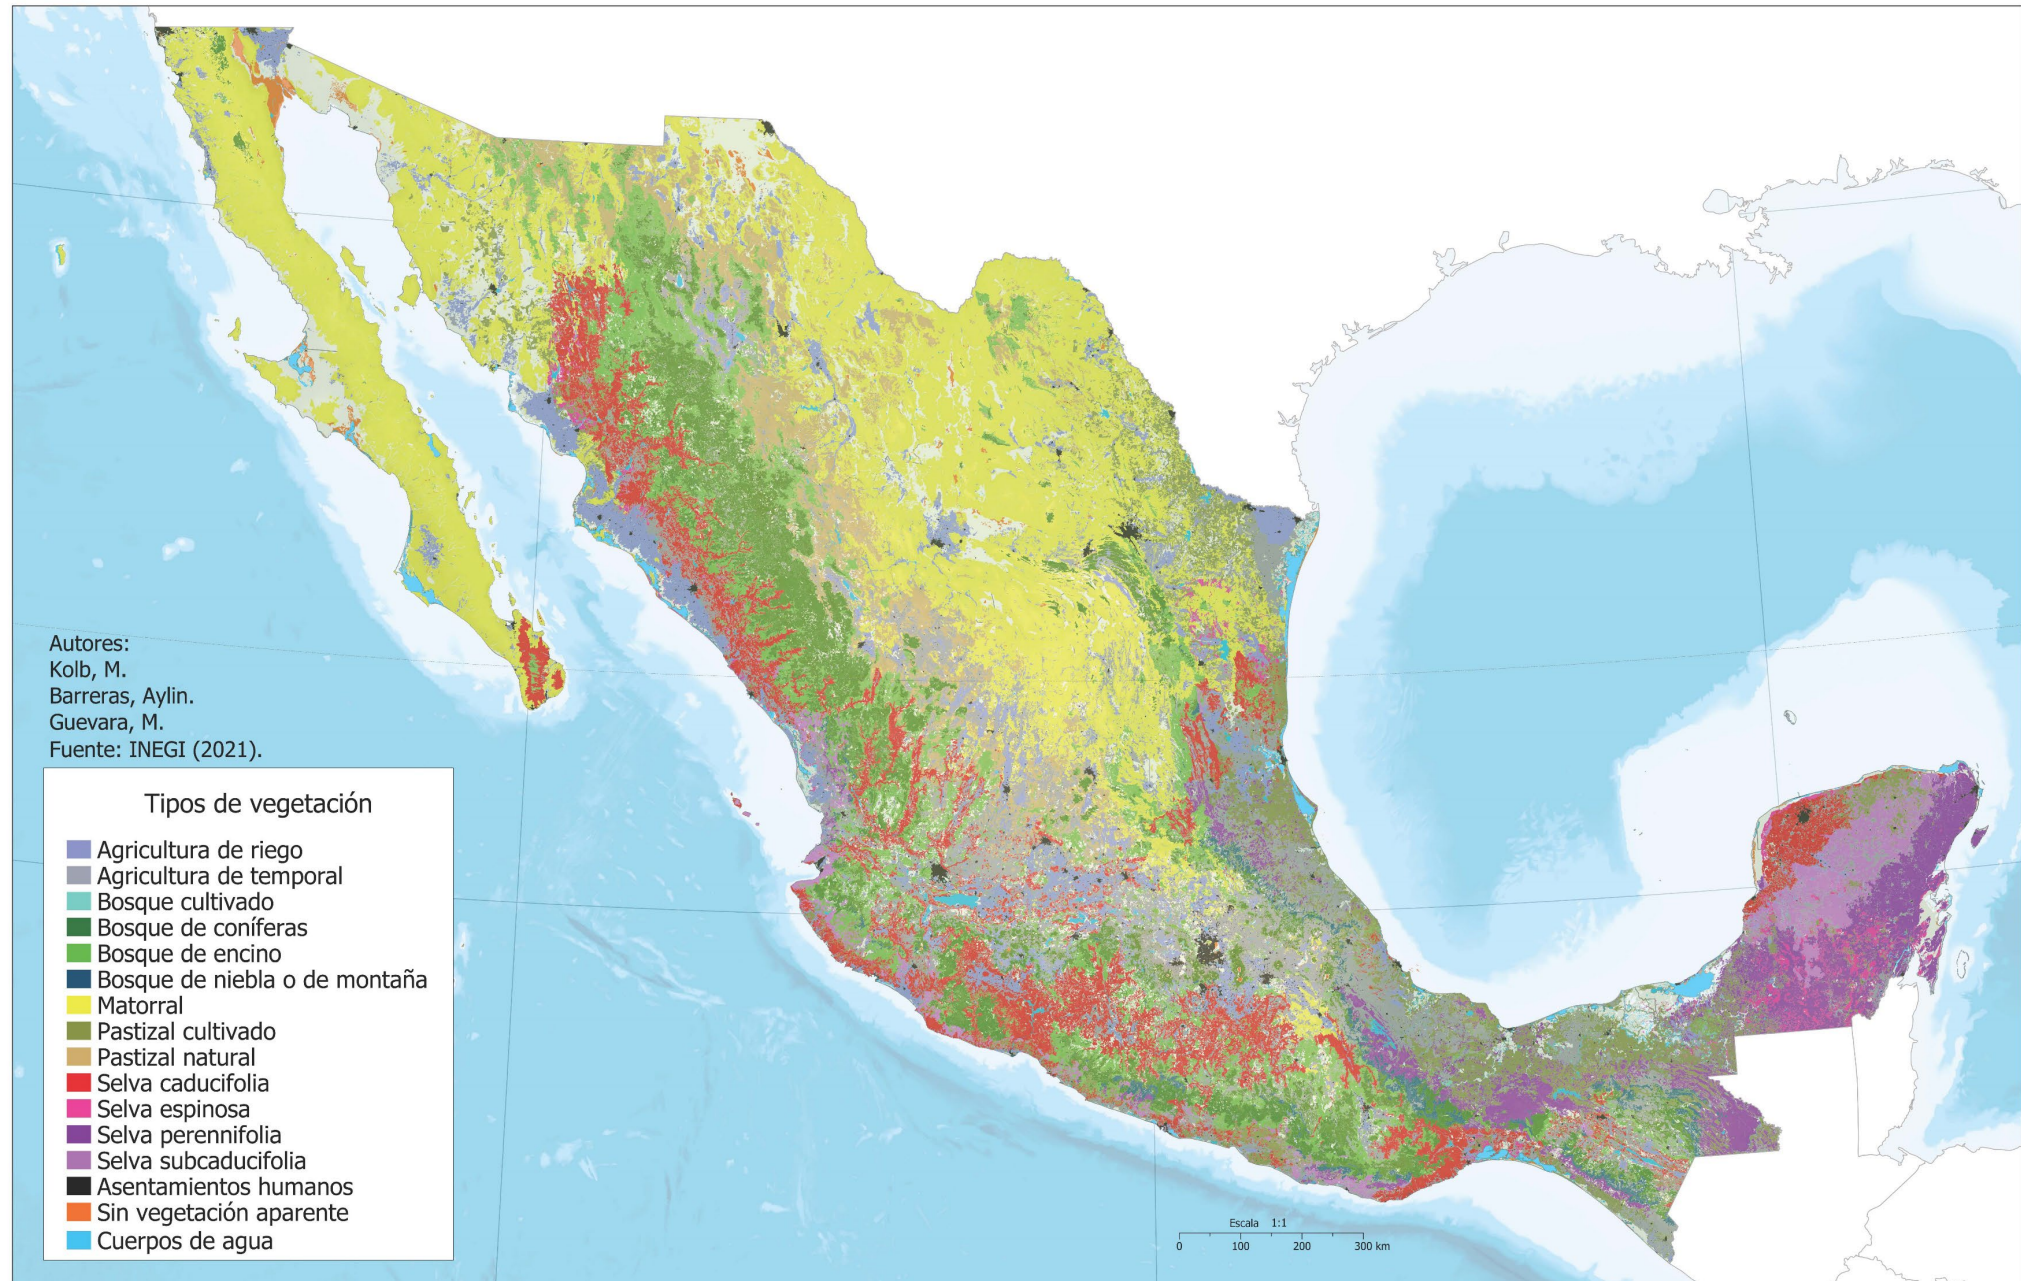 Autores:
Kolb, M.
Barreras, Aylin.
Guevara, M.
Fuente: INEGI (2021).
Tipos de vegetación
Agricultura de riego
Agricultura de temporal
Bosque cultivado
Bosque de coníferas
Bosque de encino
Bosque de niebla o de montaña
Matorral
Pastizal cultivado
Pastizal natural
Selva caducifolia
Selva espinosa
Selva perennifolia
Selva subcaducifolia
Asentamientos humanos
Sin vegetación aparente
Cuerpos de agua
Escala 1:1
0 100 200 300 km